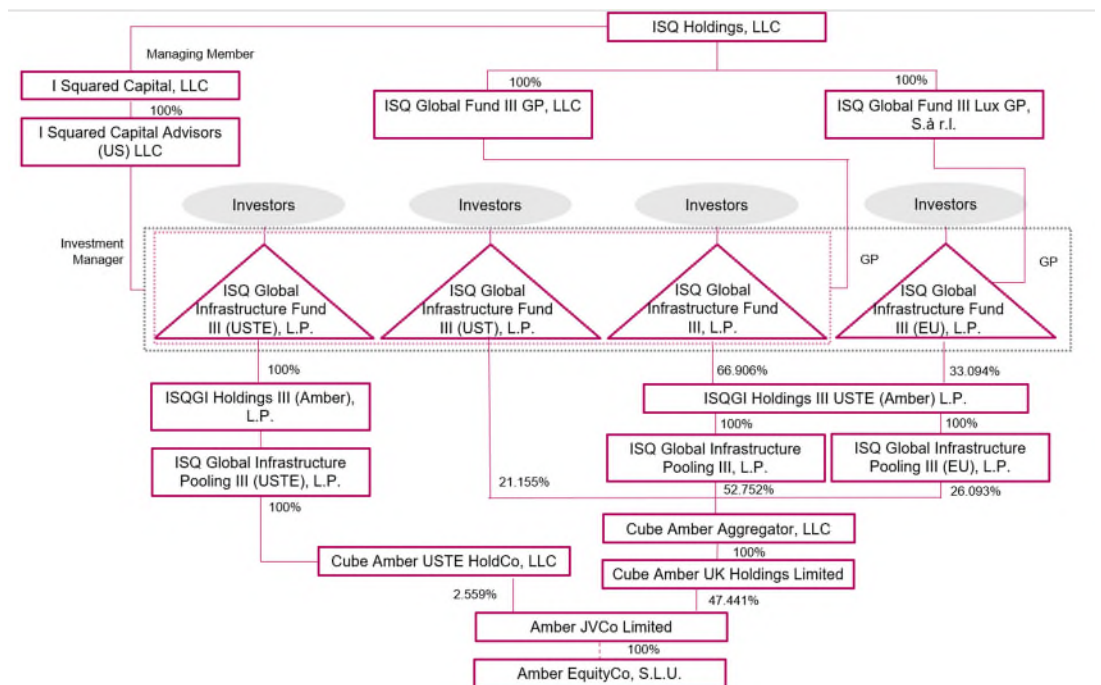 ISQ Holdings, LLC
Managing Member
I Squared Capital, LLC
100%
100%
100%
ISQ Global Fund III GP, LLC
ISQ Global Fund III Lux GP,
S.à r.l.
I Squared Capital Advisors
(US) LLC
Investors
Investors
Investors
Investors
Investment
Manager
GP
GP
ISQ Global
Infrastructure Fund
III (USTE), L.P.
ISQ Global
Infrastructure Fund
III (UST), L.P.
ISQ Global
Infrastructure Fund
III, L.P.
ISQ Global
Infrastructure Fund
III (EU), L.P.
100%
66.906%
33.094%
ISQGI Holdings III (Amber),
L.P.
ISQGI Holdings III USTE (Amber) L.P.
100%
100%
ISQ Global Infrastructure
Pooling III (USTE), L.P.
ISQ Global Infrastructure
Pooling III, L.P.
ISQ Global Infrastructure
Pooling III (EU), L.P.
100%
21.155%
52.752%
26.093%
Cube Amber Aggregator, LLC
100%
Cube Amber USTE HoldCo, LLC
Cube Amber UK Holdings Limited
2.559%
47.441%
Amber JVCo Limited
100%
Amber EquityCo, S.L.U.